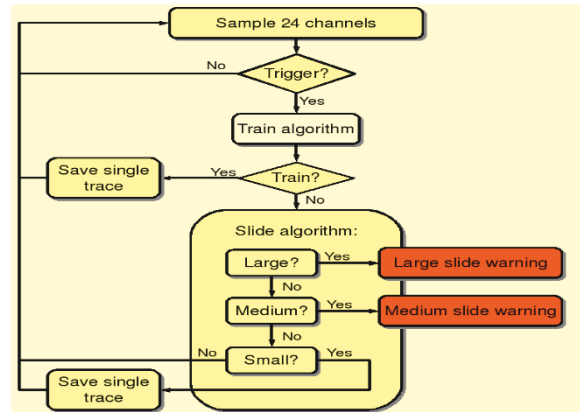 Sample 24 channels
No
Trigger?
Yes
Train algorithm
Save single
trace
Yes
Train?
No
Slide algorithm:
Large?
Yes
Large slide warning
No
Medium?
Yes
Medium slide warning
No
No
Small?
Yes
Save single
trace